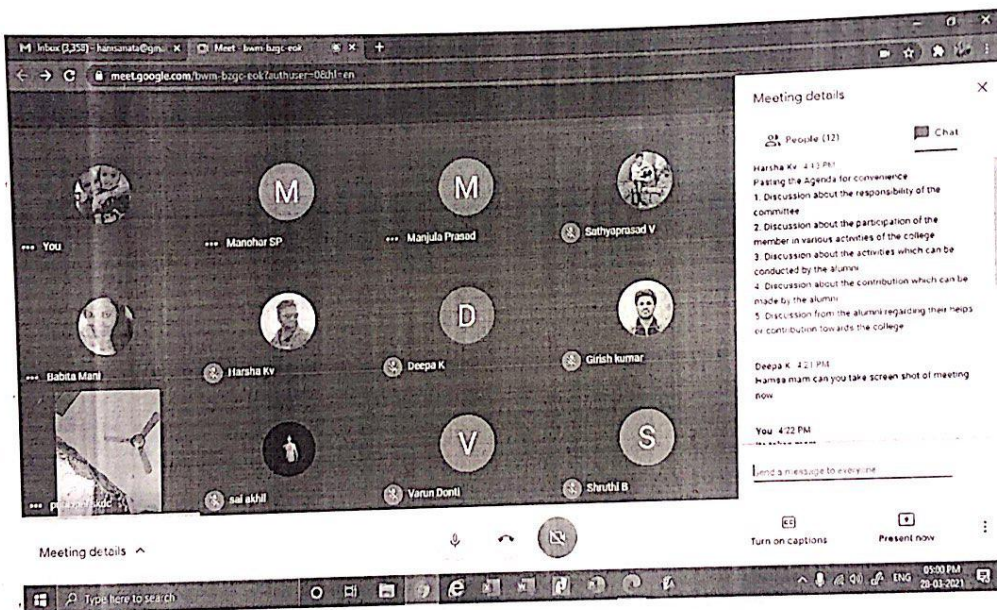 Inbox (3,358) - hamsanata@gm...
Meet - bwm-bzgc-eok
meet.google.com/bwm-bzgc-eok?authuser=0&hl=en
Meeting details
People (12)
Chat
Harsha Kv 4:15 PM
Pasting the Agenda for convenience
1. Discussion about the responsibility of the
committee
2. Discussion about the participation of the
member in various activities of the college
3. Discussion about the activities which can be
conducted by the alumni
4. Discussion about the contribution which can be
made by the alumni
5. Discussion from the alumni regarding their helps
or contribution towards the college
Deepa K 4:21 PM
Hamsa mam can you take screen shot of meeting
now
You 4:22 PM
Send a message to everyone
M
M
You
Manohar SP
Manjula Prasad
Sathyaprasad V
D
Babita Mani
Harsha Kv
Deepa K
Girish kumar
V
S
sai akhil
Varun Donti
Shruthi B
Meeting details
Turn on captions
Present now
Type here to search
ENG
05:00 PM
28-03-2021